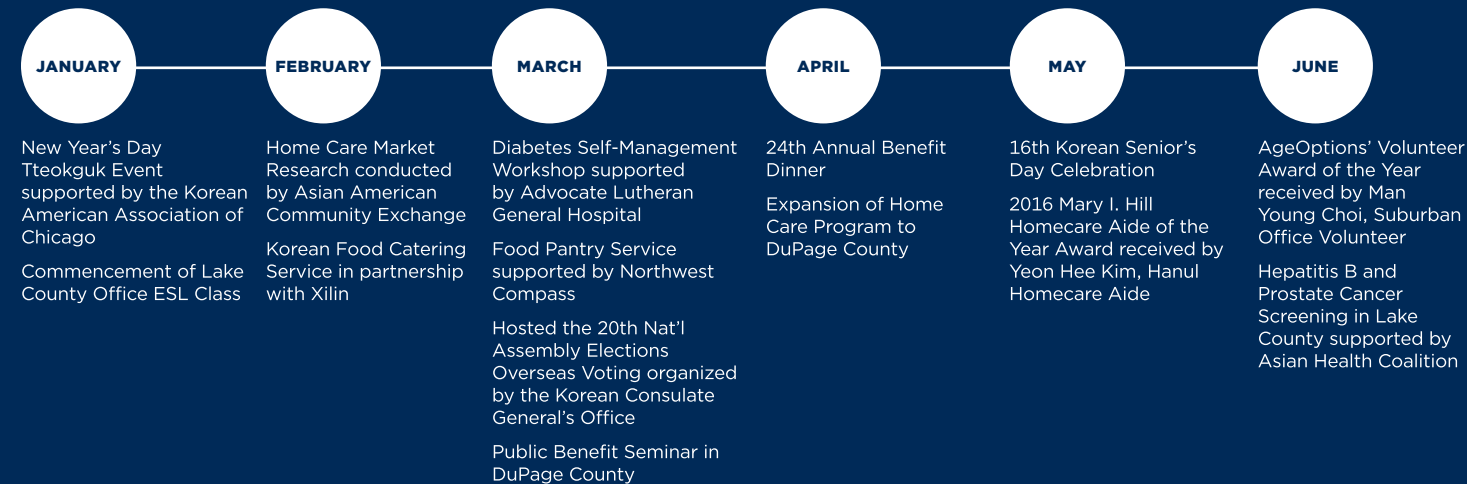 JANUARY
New Year’s Day
Tteokguk Event
supported by the Korean
American Association of
Chicago
Commencement of Lake
County Office ESL Class
FEBRUARY
Home Care Market
Research conducted
by Asian American
Community Exchange
Korean Food Catering
Service in partnership
with Xilin
MARCH
Diabetes Self-Management
Workshop supported
by Advocate Lutheran
General Hospital
Food Pantry Service
supported by Northwest
Compass
Hosted the 20th Nat’l
Assembly Elections
Overseas Voting organized
by the Korean Consulate
General’s Office
Public Benefit Seminar in
DuPage County
APRIL
24th Annual Benefit
Dinner
Expansion of Home
Care Program to
DuPage County
MAY
16th Korean Senior’s
Day Celebration
2016 Mary I. Hill
Homecare Aide of the
Year Award received by
Yeon Hee Kim, Hanul
Homecare Aide
JUNE
AgeOptions’ Volunteer
Award of the Year
received by Man
Young Choi, Suburban
Office Volunteer
Hepatitis B and
Prostate Cancer
Screening in Lake
County supported by
Asian Health Coalition